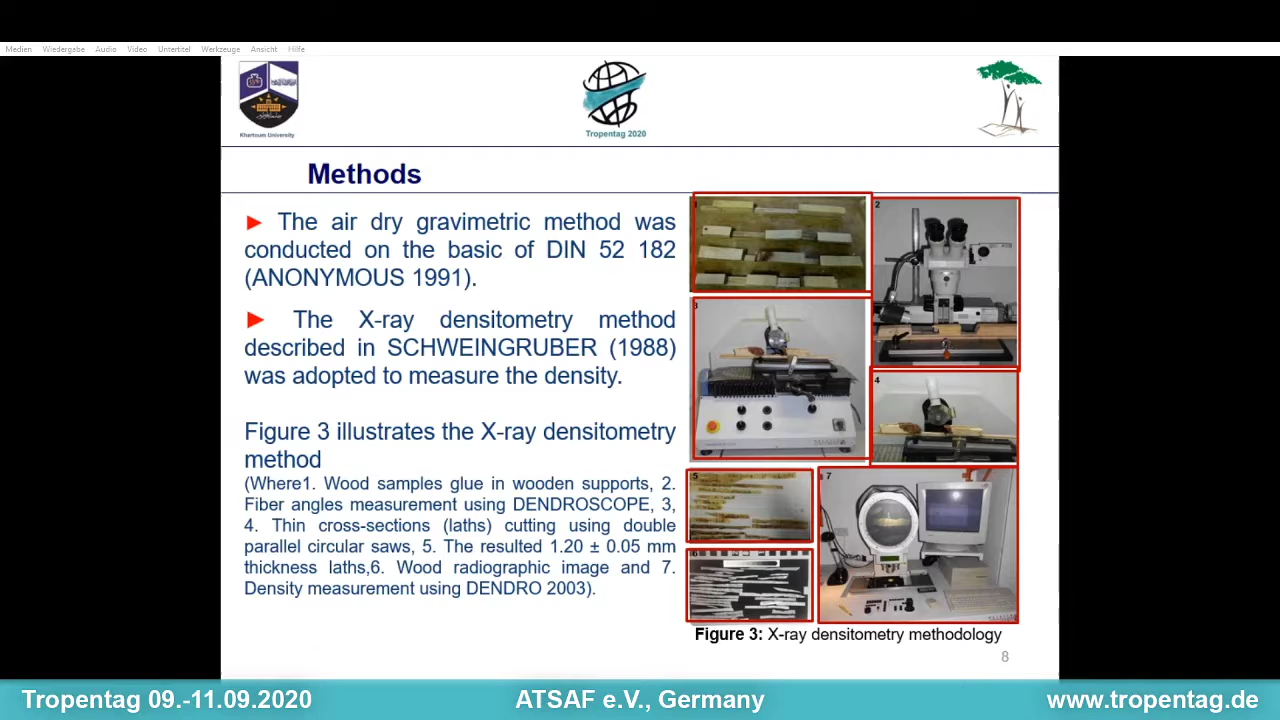 Medien Wiedergabe Audio Video Untertitel Werkzeuge Ansicht Hilfe
Khartoum University
Tropentag 2020
Methods
► The air dry gravimetric method was
conducted on the basic of DIN 52 182
(ANONYMOUS 1991).
► The X-ray densitometry method
described in SCHWEINGRUBER (1988)
was adopted to measure the density.
Figure 3 illustrates the X-ray densitometry
method
(Where1. Wood samples glue in wooden supports, 2.
Fiber angles measurement using DENDROSCOPE, 3,
4. Thin cross-sections (laths) cutting using double
parallel circular saws, 5. The resulted 1.20 ± 0.05 mm
thickness laths,6. Wood radiographic image and 7.
Density measurement using DENDRO 2003).
1
2
3
4
5
6
7
Figure 3: X-ray densitometry methodology
8
Tropentag 09.-11.09.2020
ATSAF e.V., Germany
www.tropentag.de